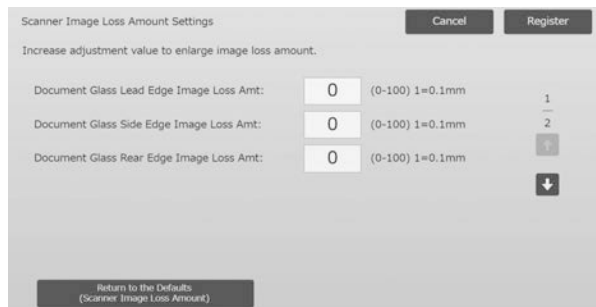 Scanner Image Loss Amount Settings
Cancel
Register
Increase adjustment value to enlarge image loss amount.
Document Glass Lead Edge Image Loss Amt: 0 (0-100) 1=0.1mm
Document Glass Side Edge Image Loss Amt: 0 (0-100) 1=0.1mm
Document Glass Rear Edge Image Loss Amt: 0 (0-100) 1=0.1mm
1
2
Return to the Defaults
(Scanner Image Loss Amount)